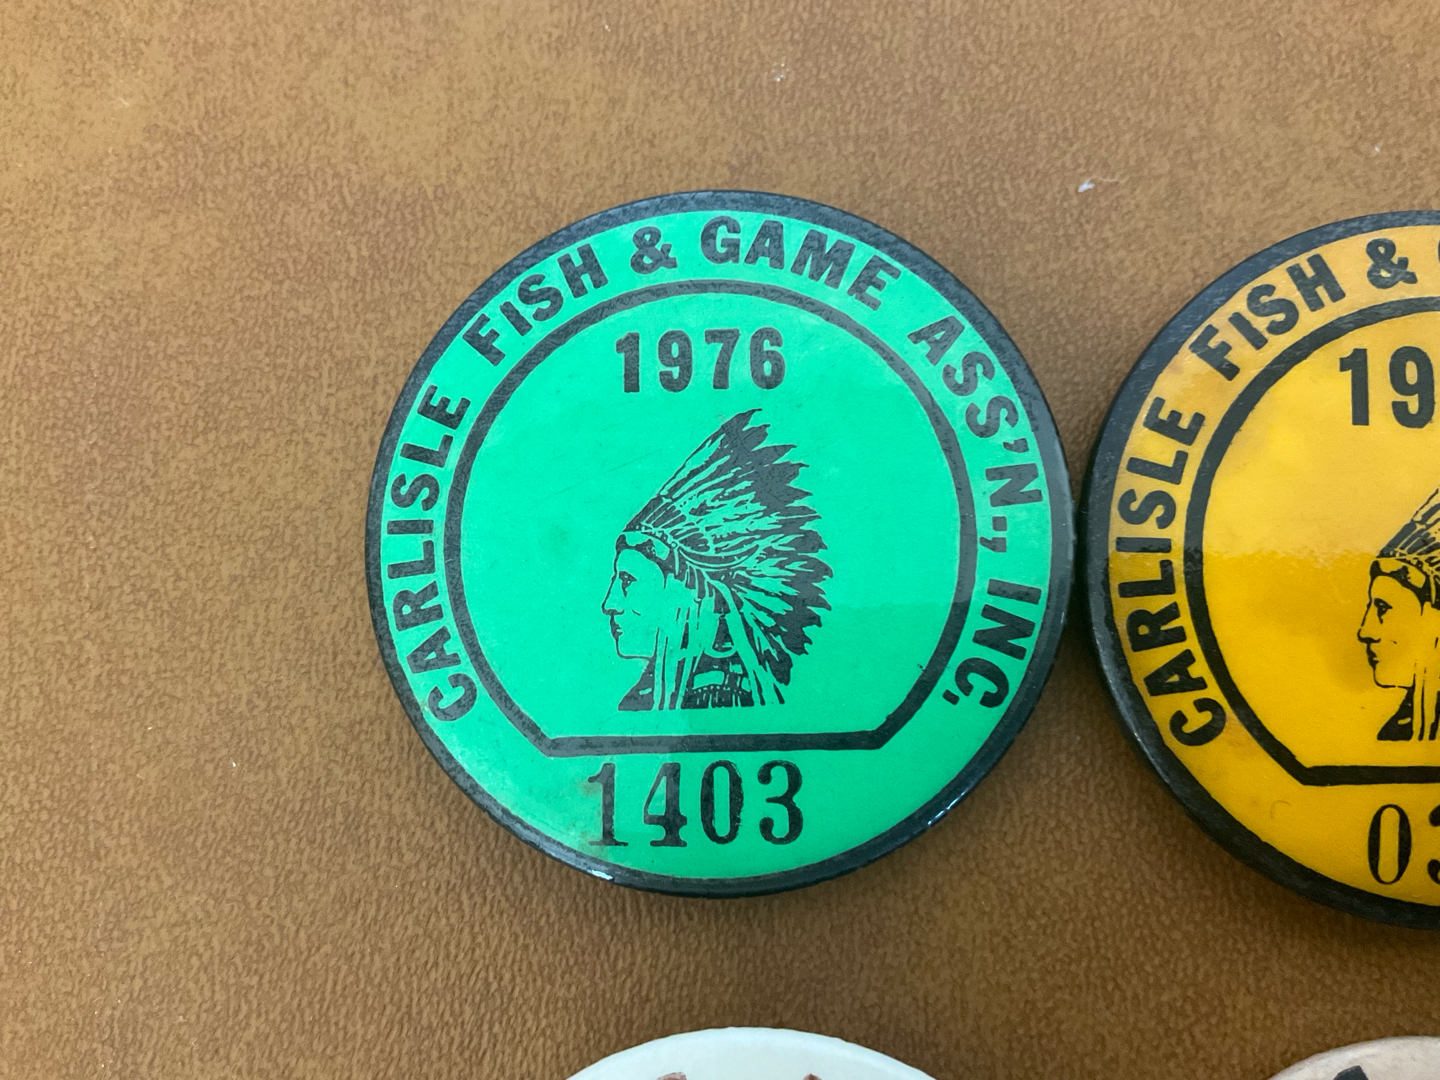 CARLISLE FISH & GAME ASS'N., INC.
1976
1403
CARLISLE FISH &
19
03